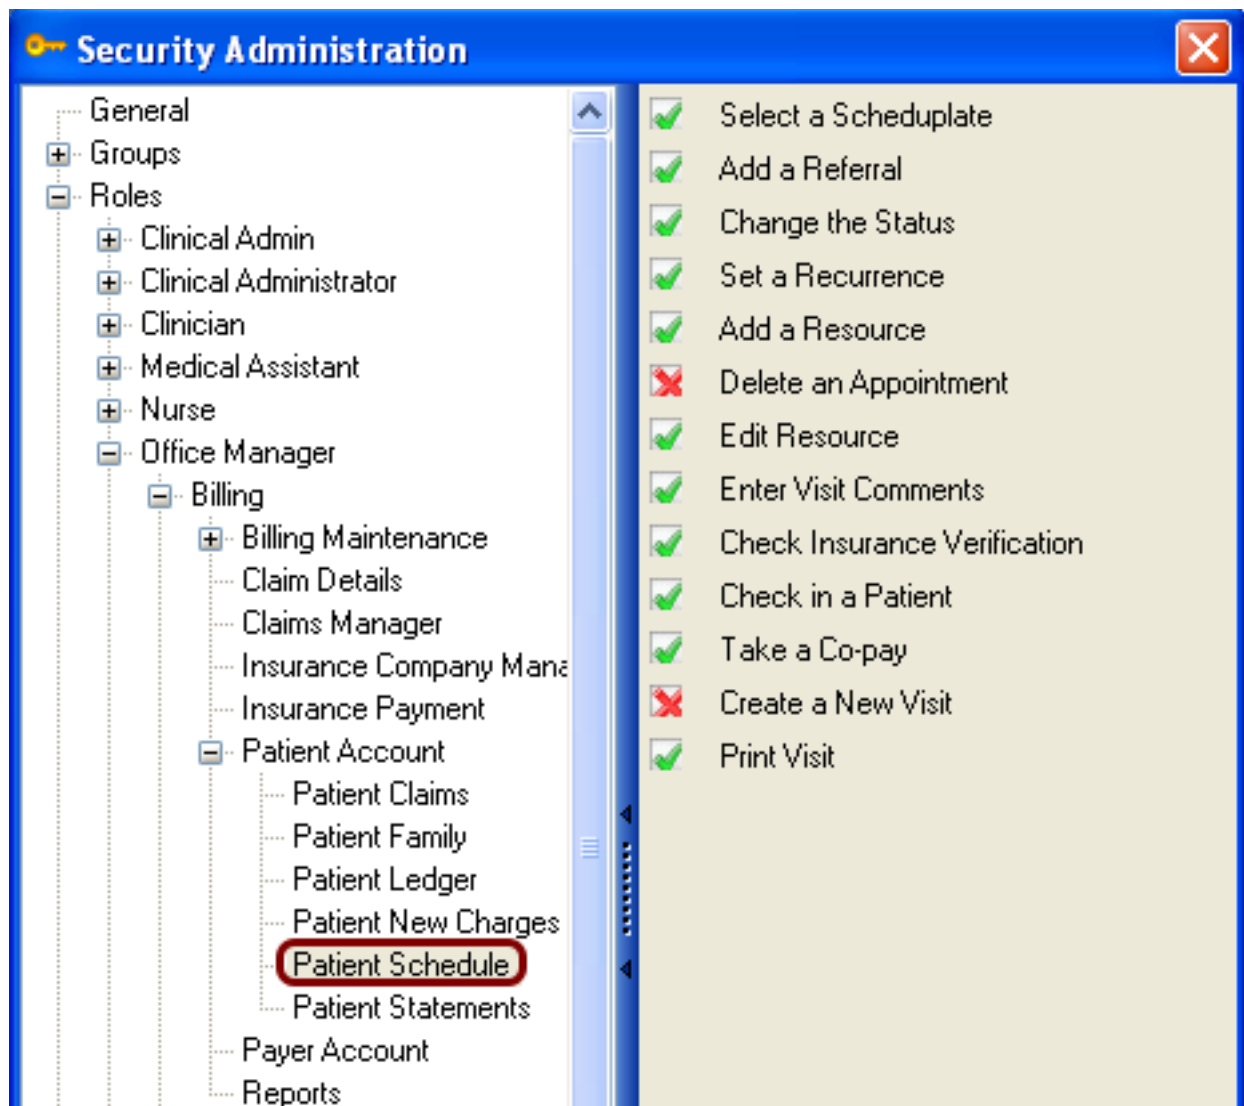 Security Administration
General
Groups
Roles
Clinical Admin
Clinical Administrator
Clinician
Medical Assistant
Nurse
Office Manager
Billing
Billing Maintenance
Claim Details
Claims Manager
Insurance Company Mana
Insurance Payment
Patient Account
Patient Claims
Patient Family
Patient Ledger
Patient New Charges
Patient Schedule
Patient Statements
Payer Account
Reports
Select a Scheduplate
Add a Referral
Change the Status
Set a Recurrence
Add a Resource
Delete an Appointment
Edit Resource
Enter Visit Comments
Check Insurance Verification
Check in a Patient
Take a Co-pay
Create a New Visit
Print Visit